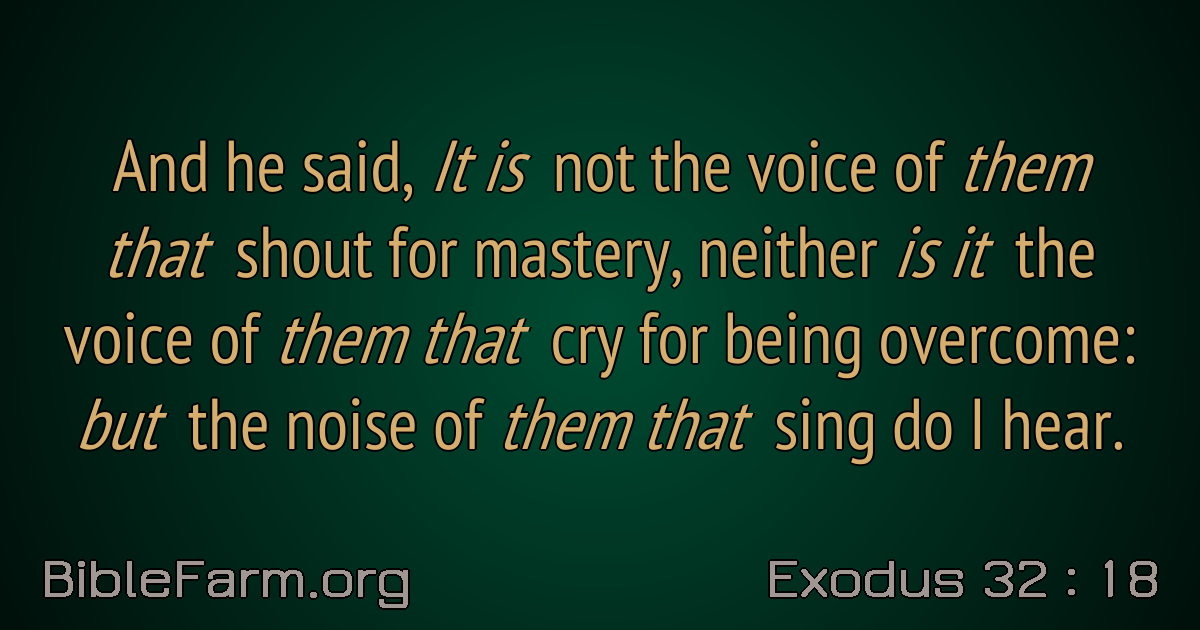 And he said, It is not the voice of them
that shout for mastery, neither is it the
voice of them that cry for being overcome:
but the noise of them that sing do I hear.
BibleFarm.org
Exodus 32 : 18